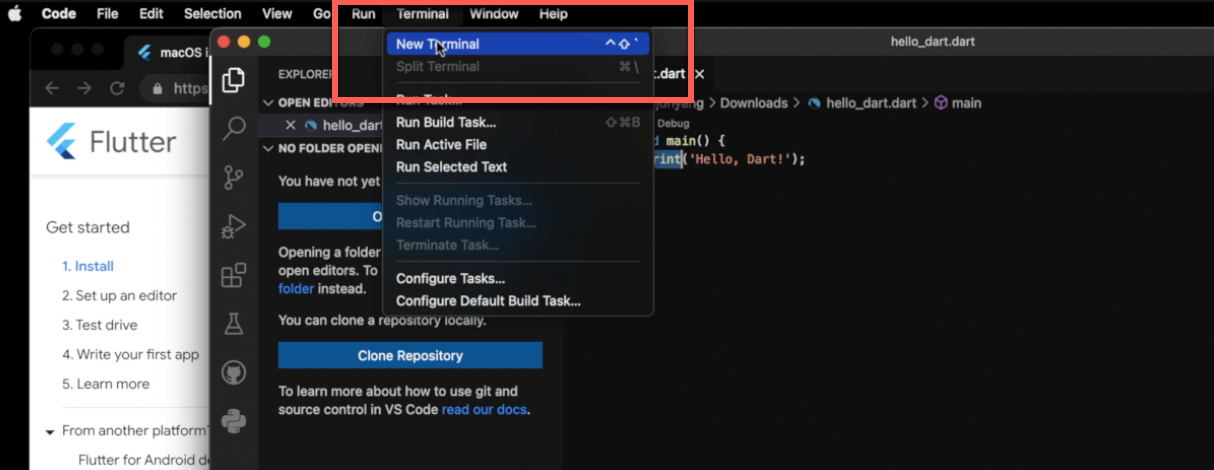 Code File Edit Selection View Go Run Terminal Window Help
hello_dart.dart
macOS i
https
Flutter
Get started
1. Install
2. Set up an editor
3. Test drive
4. Write your first app
5. Learn more
From another platform?
Flutter for Android de
EXPLORER
OPEN EDITORS
hello_dart
NO FOLDER OPENE
You have not yet
O
Opening a folder
open editors. To
folder instead.
You can clone a repository locally.
Clone Repository
To learn more about how to use git and
source control in VS Code read our docs.
New Terminal ^⇧`
Split Terminal ⌘\
Run Task...
Run Build Task... ⇧⌘B
Run Active File
Run Selected Text
Show Running Tasks...
Restart Running Task...
Terminate Task...
Configure Tasks...
Configure Default Build Task...
t.dart
> Downloads > hello_dart.dart > main
Debug
d main() {
rint('Hello, Dart!');